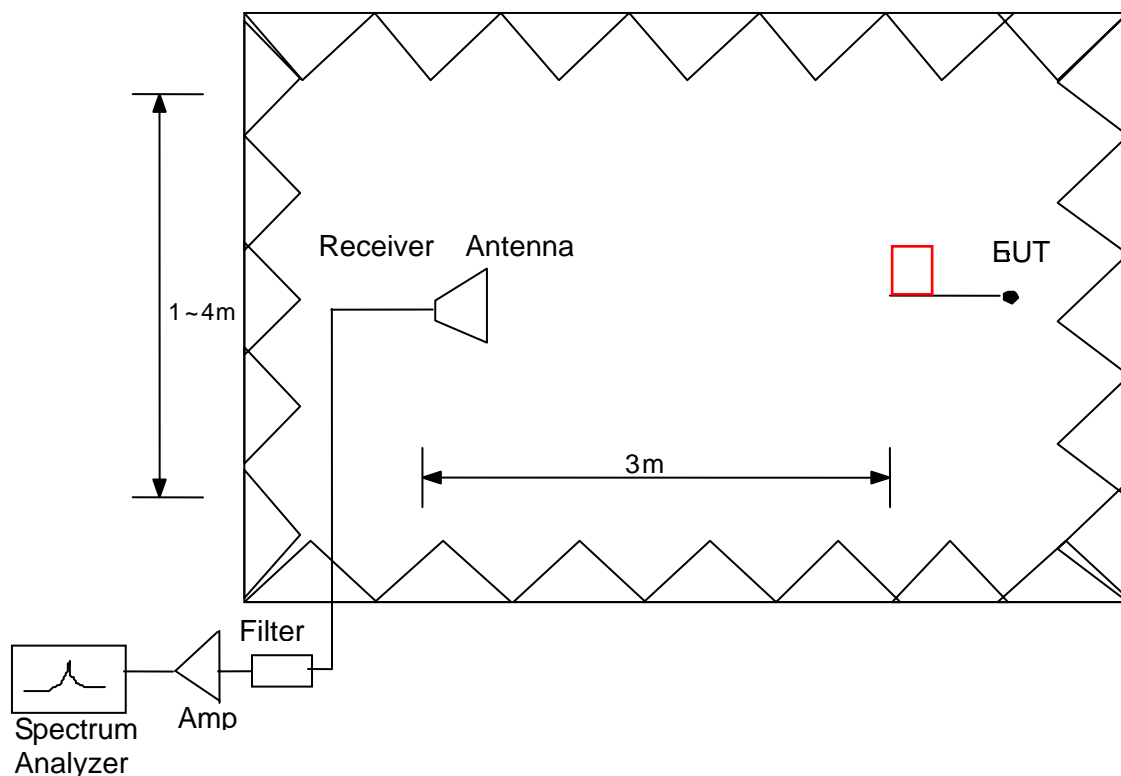 Receiver Antenna
EUT
1~4m
3m
Filter
Amp
Spectrum
Analyzer